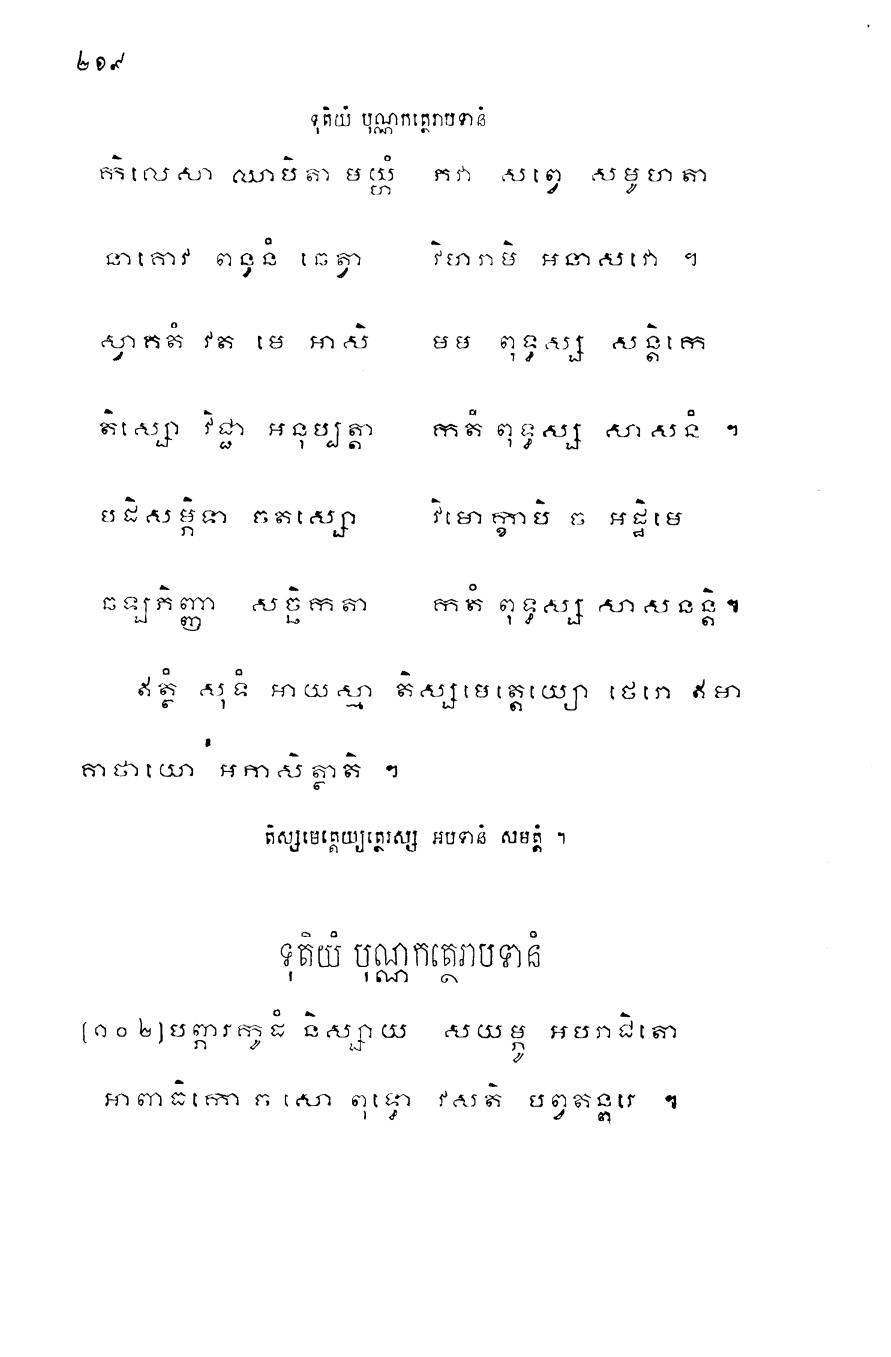 ២១៩
ទុតិយំ បុណ្ណកត្ថេរាបទានំ
កិលេសា ឈាបិតា មយ្ហំ ភវា សព្វេ សមូហតា
នាគោវ ពន្ធនំ ឆេត្វា វិហរាមិ អនាសវោ ។
ស្វាគតំ វត មេ អាសិ មម ពុទ្ធស្ស សន្តិកេ
តិស្សោ វិជ្ជា អនុប្បត្តា កតំ ពុទ្ធស្ស សាសនំ ។
បដិសម្ភិទា ចតស្សោ វិមោក្ខាបិ ច អដ្ឋិមេ
ឆឡភិញ្ញា សច្ឆិកតា កតំ ពុទ្ធស្ស សាសនន្តិ។
ឥត្ថំ សុទំ អាយស្មា តិស្សមេត្តេយ្យោ ថេរោ ឥមា
គាថាយោ អភាសិត្ថាតិ ។
តិស្សមេត្តេយ្យត្ថេរស្ស អបទានំ សមត្តំ ។
ទុតិយំ បុណ្ណកត្ថេរាបទានំ
[១០២]បព្ភារកូដំ និស្សាយ សយម្ភូ អបរាជិតោ
អាពាធិកោ ច សោ ពុទ្ធោ វសតិ បព្វតន្តរេ ។